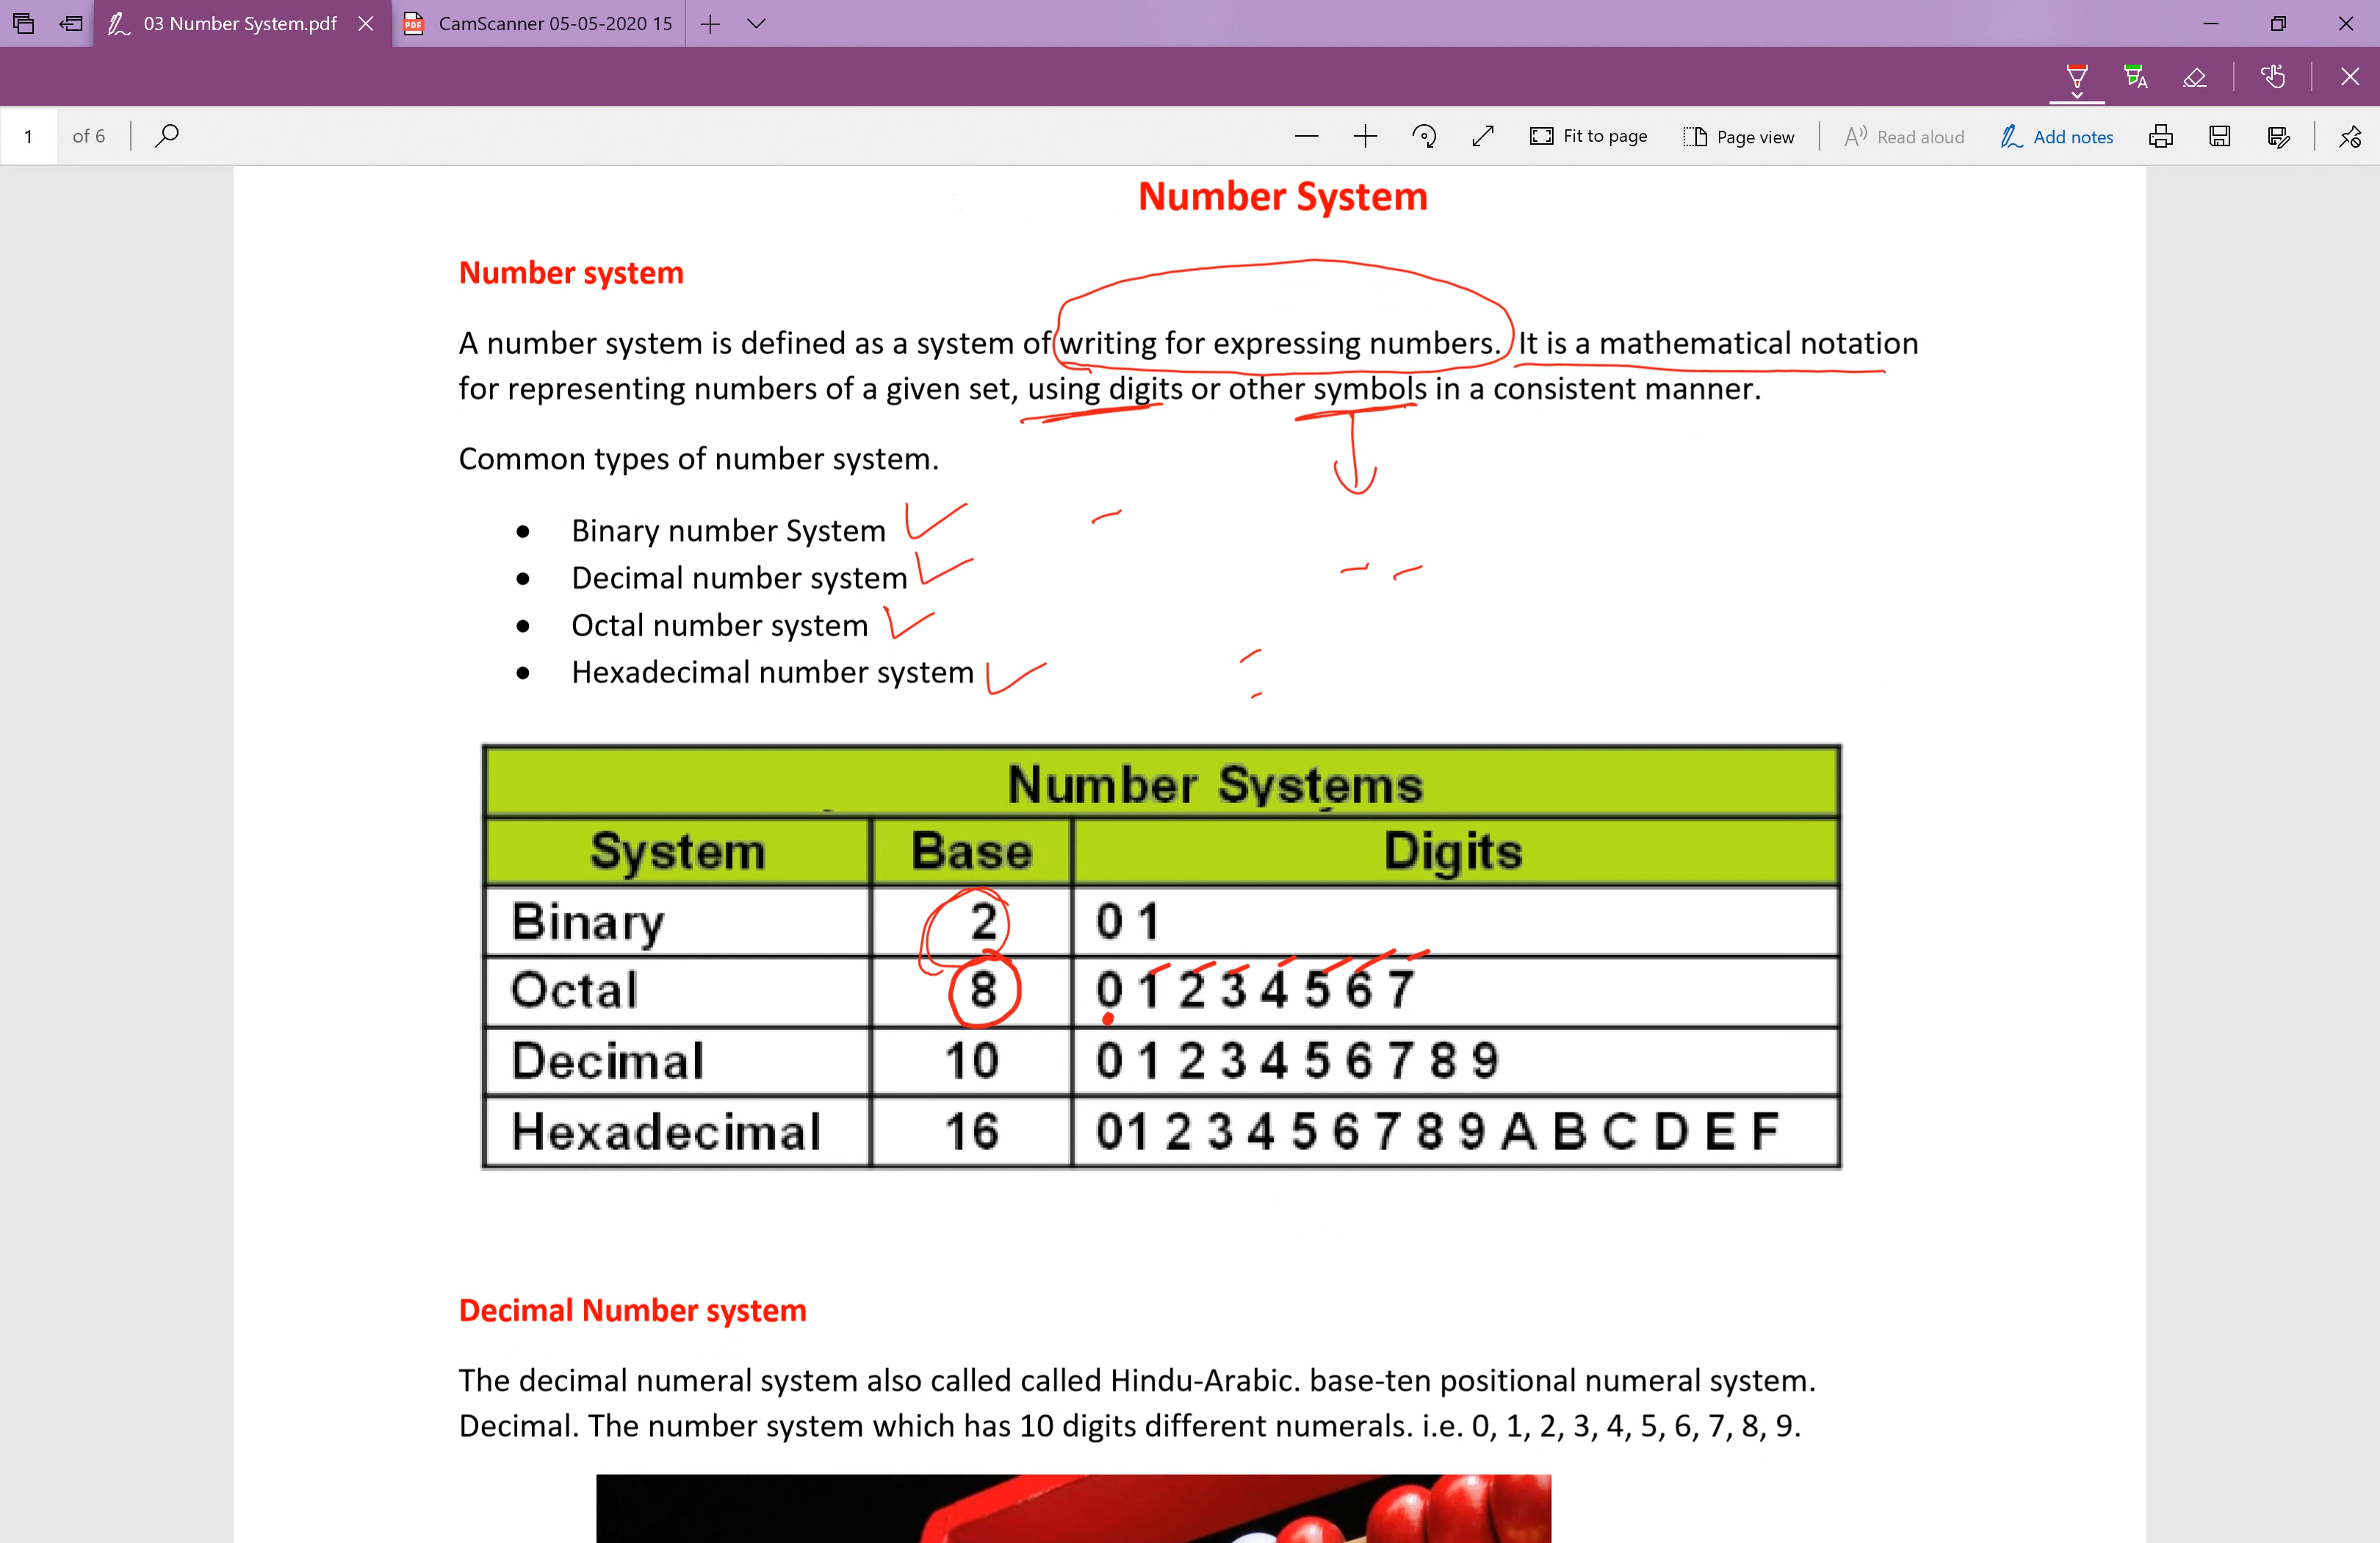 03 Number System.pdf
CamScanner 05-05-2020 15
1 of 6
Fit to page
Page view
Read aloud
Add notes
Number System
Number system
A number system is defined as a system of writing for expressing numbers. It is a mathematical notation
for representing numbers of a given set, using digits or other symbols in a consistent manner.
Common types of number system.
• Binary number System
• Decimal number system
• Octal number system
• Hexadecimal number system
Number Systems
System Base Digits
Binary 2 0 1
Octal 8 0 1 2 3 4 5 6 7
Decimal 10 0 1 2 3 4 5 6 7 8 9
Hexadecimal 16 01 2 3 4 5 6 7 8 9 A B C D E F
Decimal Number system
The decimal numeral system also called called Hindu-Arabic. base-ten positional numeral system.
Decimal. The number system which has 10 digits different numerals. i.e. 0, 1, 2, 3, 4, 5, 6, 7, 8, 9.